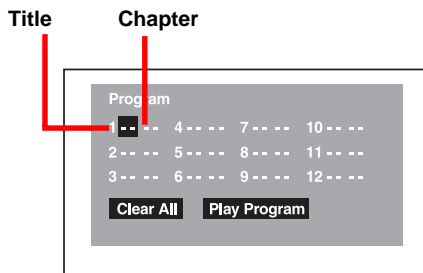 Title Chapter
Program
1 -- -- 4 -- -- 7 -- -- 10 -- --
2 -- -- 5 -- -- 8 -- -- 11 -- --
3 -- -- 6 -- -- 9 -- -- 12 -- --
Clear All Play Program